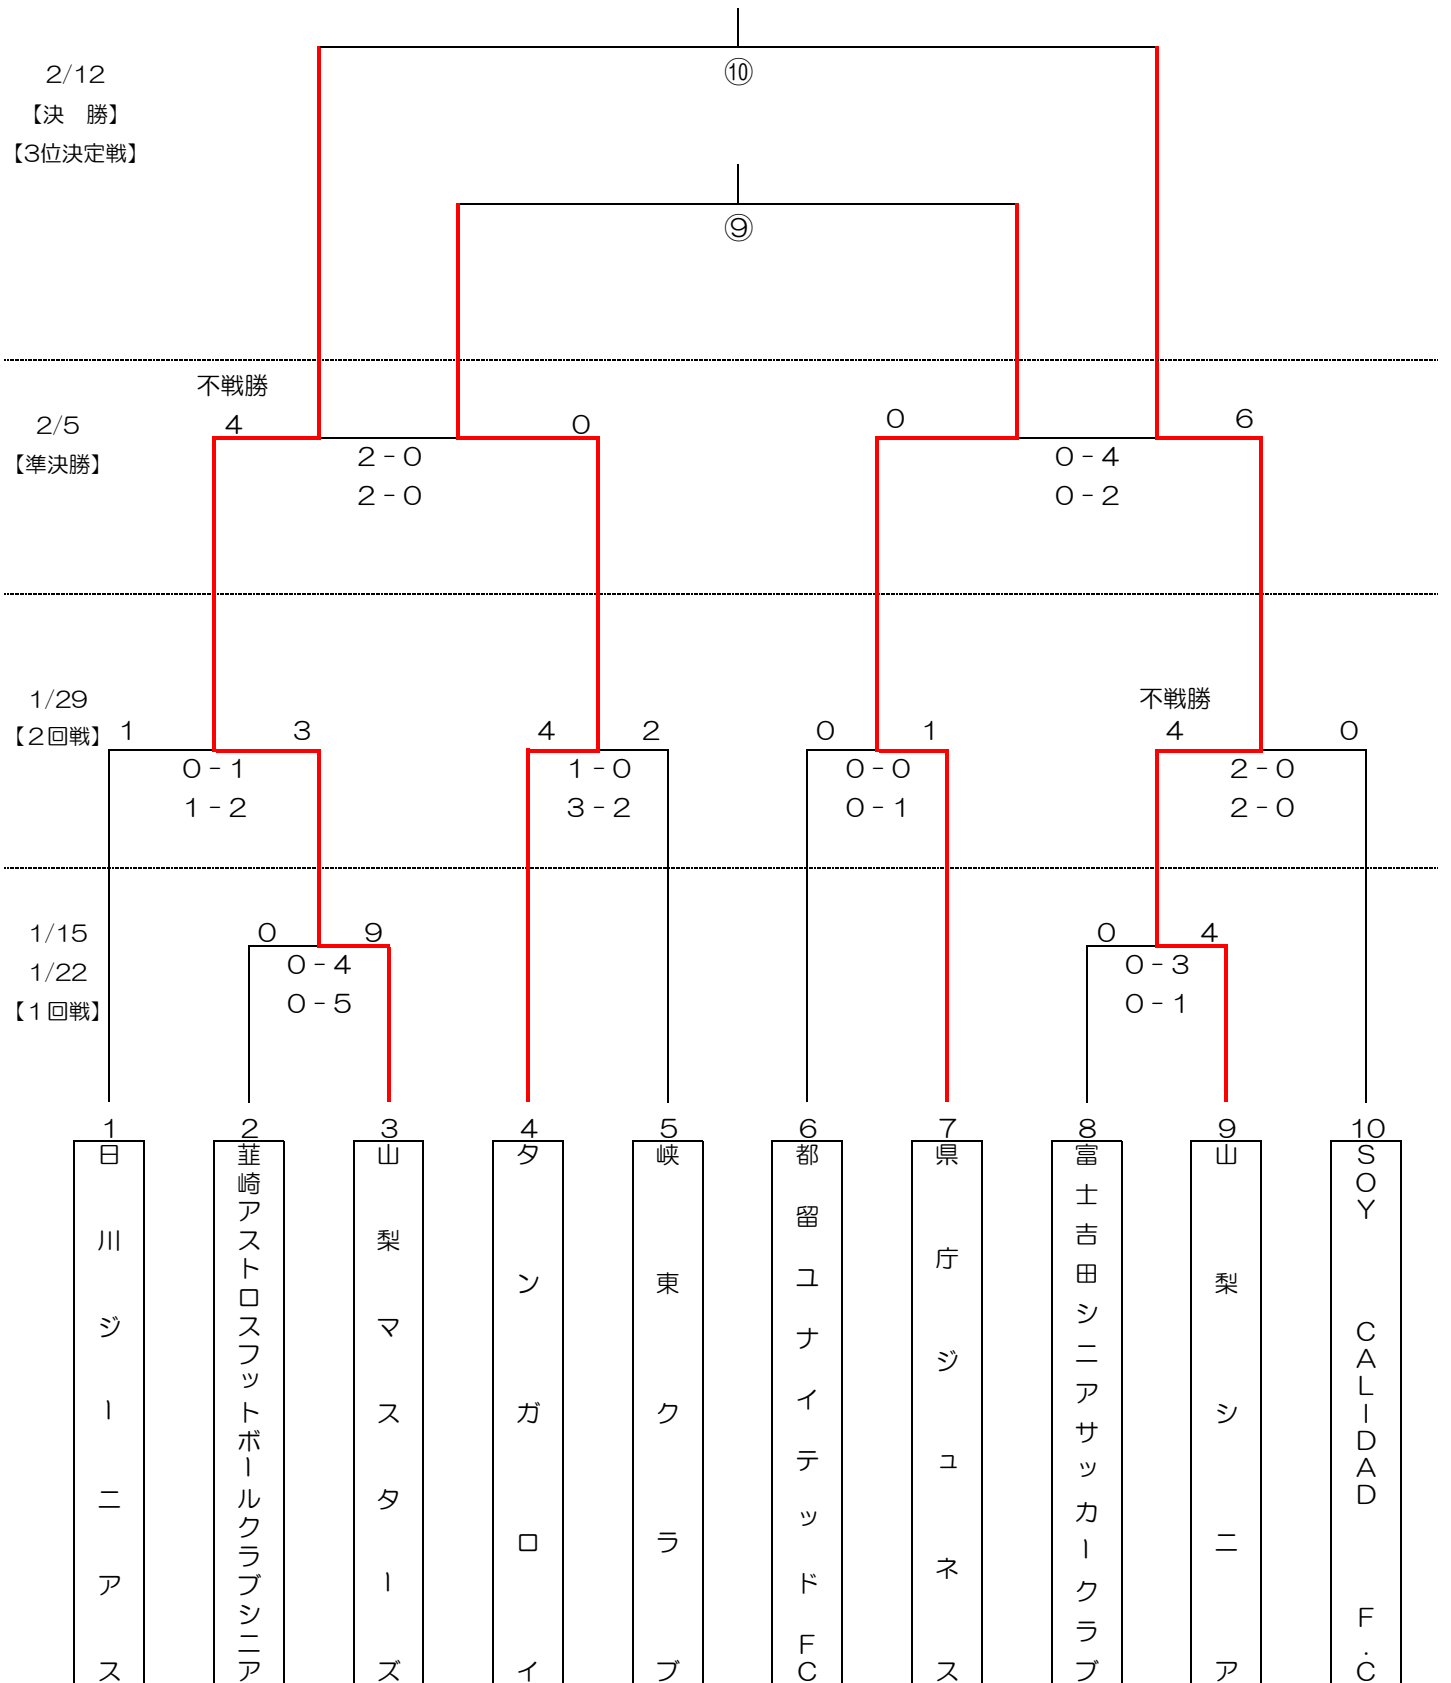 ⑩
2/12
【決　勝】
【3位決定戦】
⑨
不戦勝
2/5
【準決勝】
4 0 0 6
2-0 0-4
2-0 0-2
1/29
【2回戦】
不戦勝
1 3 4 2 0 1 4 0
0-1 1-0 0-0 2-0
1-2 3-2 0-1 2-0
1/15
1/22
【1回戦】
0 9 0 4
0-4 0-3
0-5 0-1
1 2 3 4 5 6 7 8 9 10
日川ジーニアス
韮崎アストロスフットボールクラブシニア
山梨マスターズ
タンガロイ
峡東クラブ
都留ユナイテッドFC
県庁ジュネス
富士吉田シニアサッカークラブ
山梨シニア
SOY CALIDAD F.C